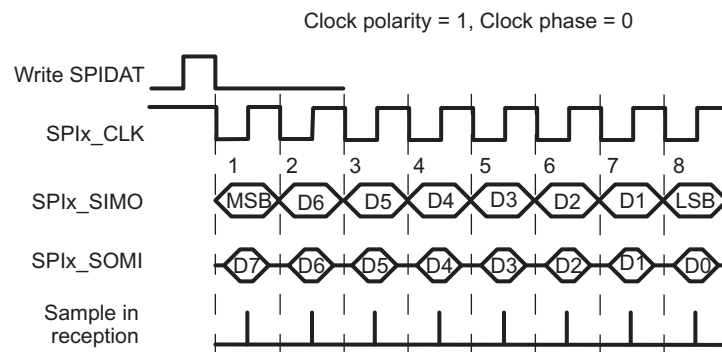 Clock polarity = 1, Clock phase = 0
Write SPIDAT
SPIx_CLK
1 2 3 4 5 6 7 8
SPIx_SIMO
MSB D6 D5 D4 D3 D2 D1 LSB
SPIx_SOMI
D7 D6 D5 D4 D3 D2 D1 D0
Sample in
reception